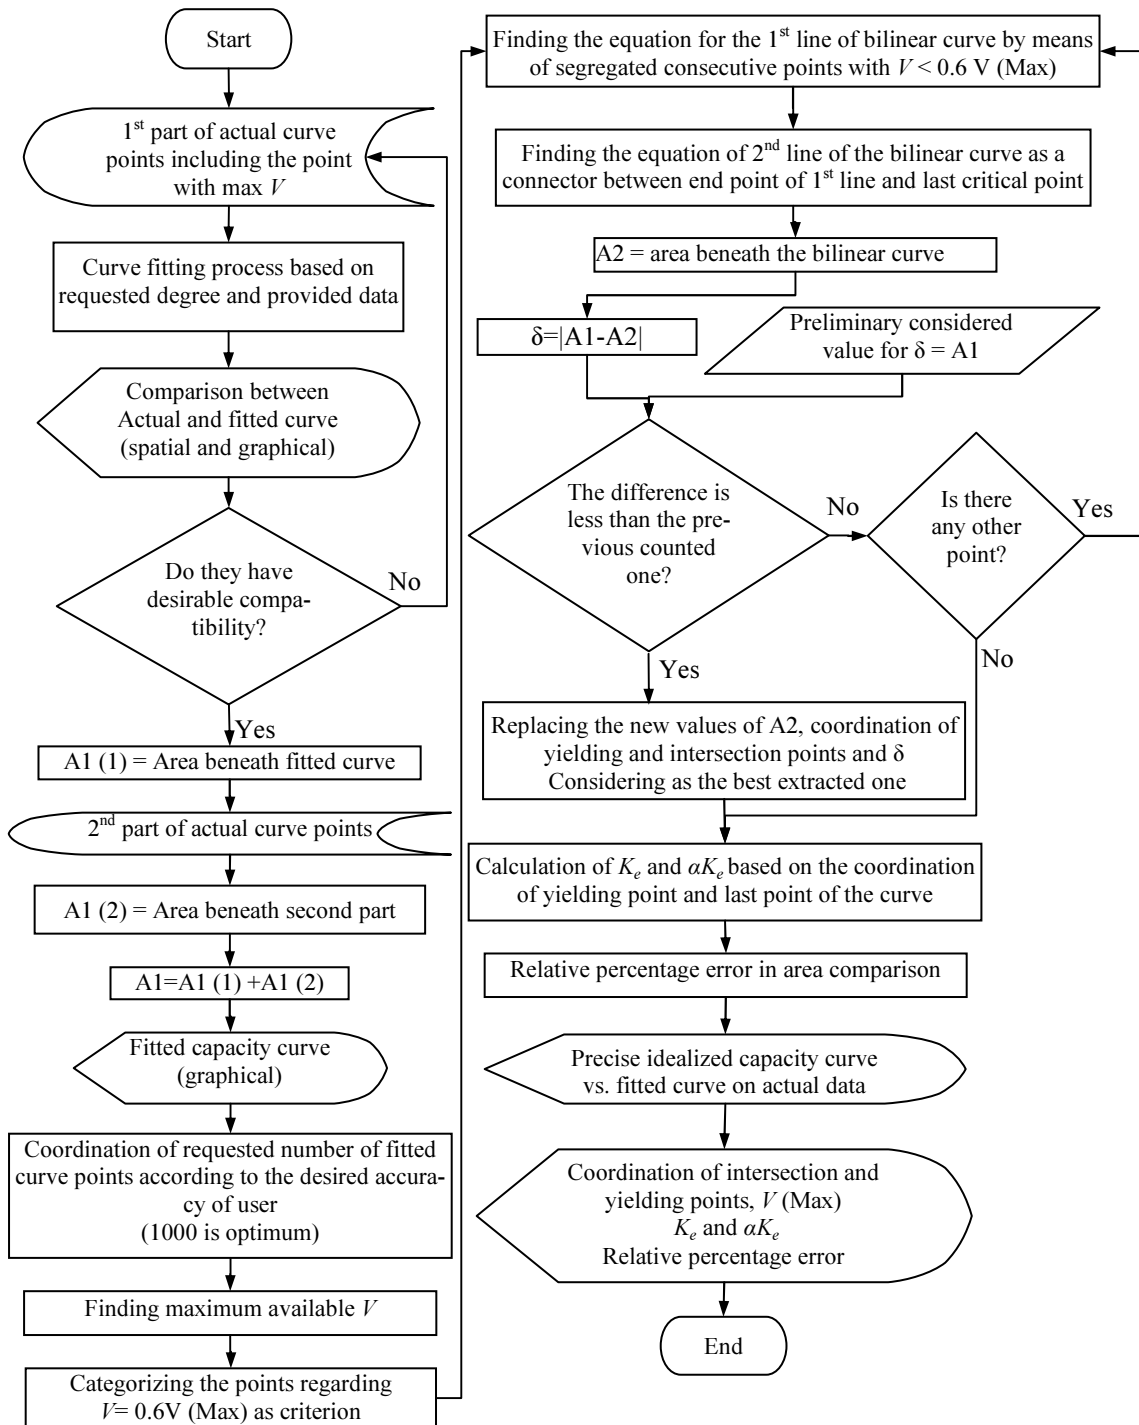 Start
1st part of actual curve
points including the point
with max V
Curve fitting process based on
requested degree and provided data
Comparison between
Actual and fitted curve
(spatial and graphical)
Do they have
desirable compa-
tibility?
No
Yes
A1 (1) = Area beneath fitted curve
2nd part of actual curve points
A1 (2) = Area beneath second part
A1=A1 (1) +A1 (2)
Fitted capacity curve
(graphical)
Coordination of requested number of fitted
curve points according to the desired accura-
cy of user
(1000 is optimum)
Finding maximum available V
Categorizing the points regarding
V= 0.6V (Max) as criterion
Finding the equation for the 1st line of bilinear curve by means
of segregated consecutive points with V < 0.6 V (Max)
Finding the equation of 2nd line of the bilinear curve as a
connector between end point of 1st line and last critical point
A2 = area beneath the bilinear curve
δ=|A1-A2|
Preliminary considered
value for δ = A1
The difference is
less than the pre-
vious counted
one?
No
Is there
any other
point?
Yes
No
Yes
Replacing the new values of A2, coordination of
yielding and intersection points and δ
Considering as the best extracted one
Calculation of Ke and αKe based on the coordination
of yielding point and last point of the curve
Relative percentage error in area comparison
Precise idealized capacity curve
vs. fitted curve on actual data
Coordination of intersection and
yielding points, V (Max)
Ke and αKe
Relative percentage error
End